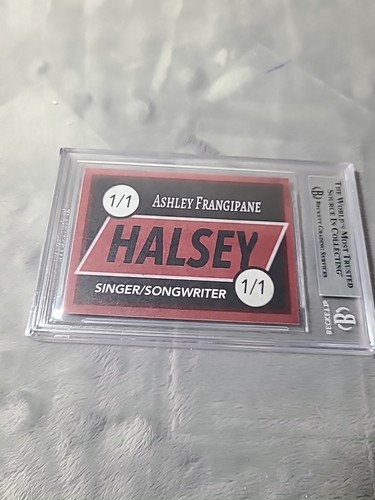 1/1
ASHLEY FRANGIPANE
HALSEY
SINGER/SONGWRITER
1/1
THE WORLD'S MOST TRUSTED
SOURCE IN COLLECTING
BECKETT GRADING SERVICES